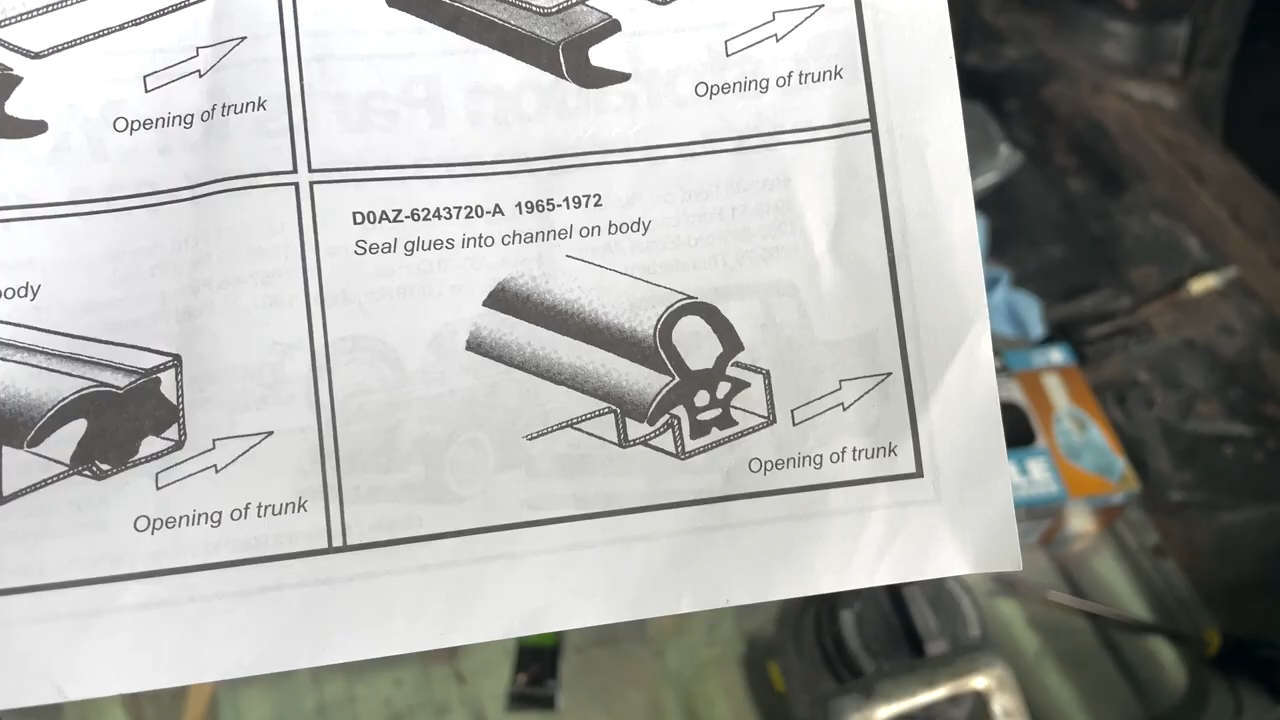 Opening of trunk
Opening of trunk
D0AZ-6243720-A 1965-1972
Seal glues into channel on body
ody
Opening of trunk
Opening of trunk
LE